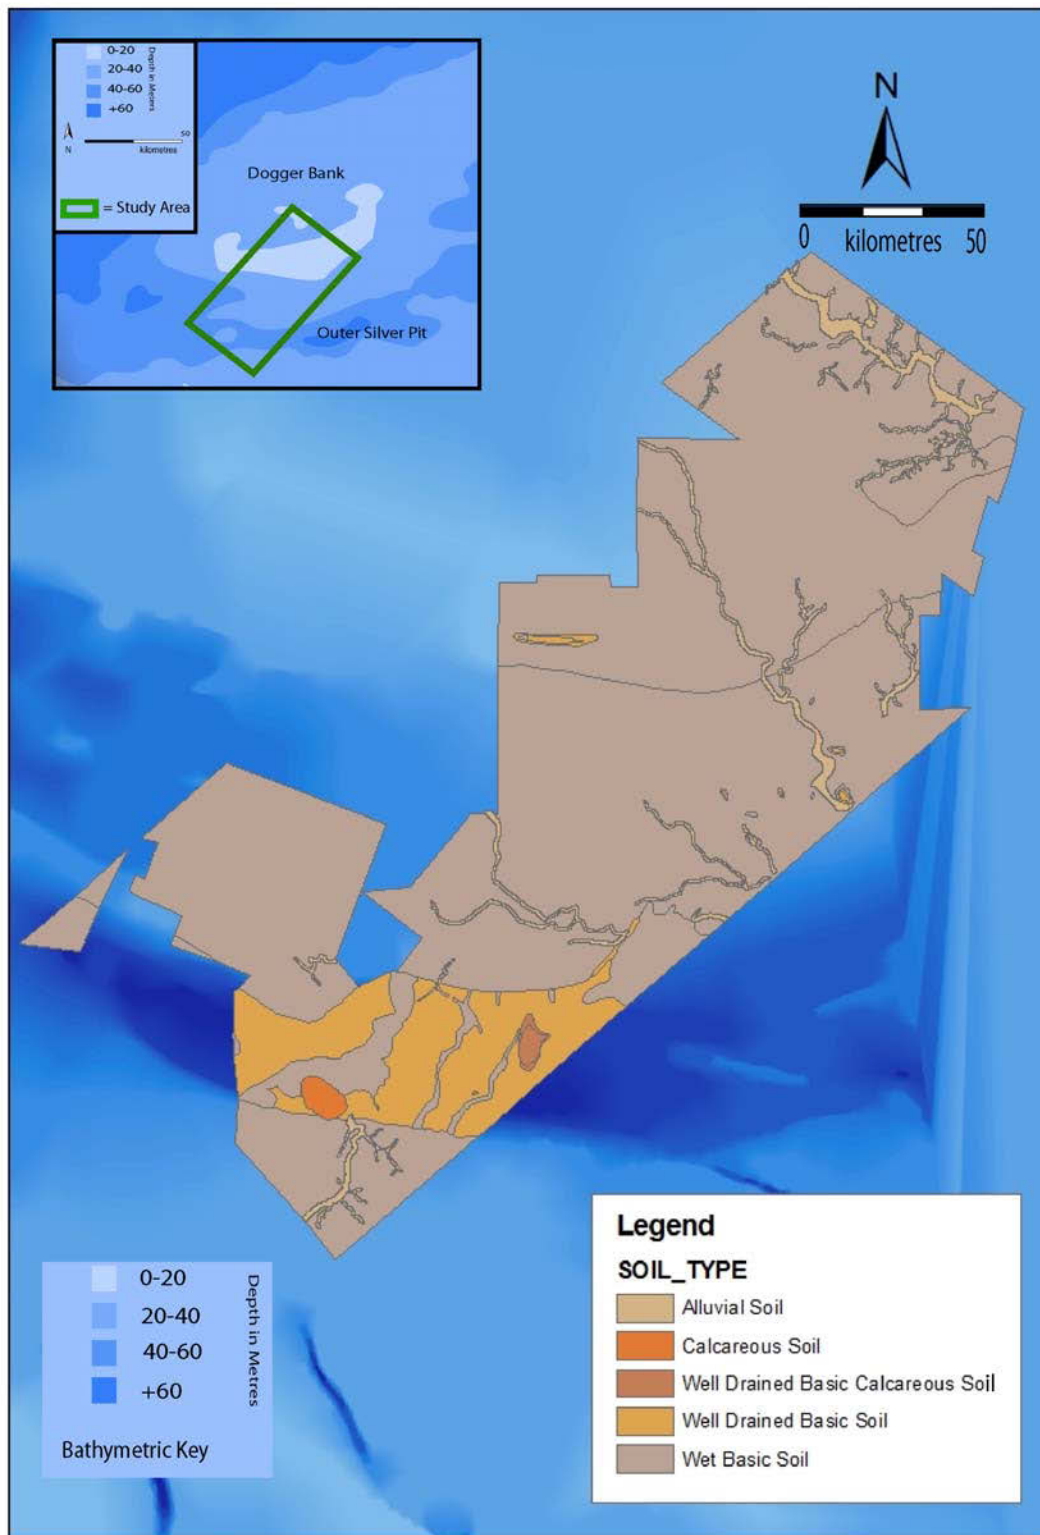 0-20
20-40
40-60
+60
Depth in Meters
N
50
kilometres
= Study Area
Dogger Bank
Outer Silver Pit
N
0 kilometres 50
Legend
SOIL_TYPE
Alluvial Soil
Calcareous Soil
Well Drained Basic Calcareous Soil
Well Drained Basic Soil
Wet Basic Soil
0-20
20-40
40-60
+60
Depth in Metres
Bathymetric Key